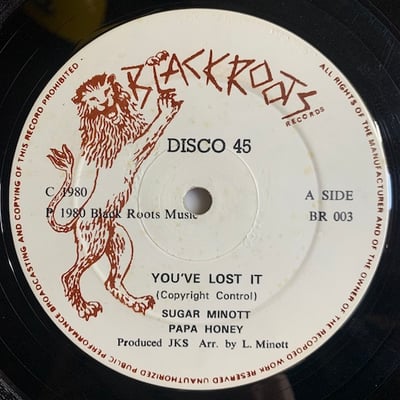 BLACKROOTS
RECORDS
DISCO 45
C 1980
P 1980 Black Roots Music
A SIDE
BR 003
YOU'VE LOST IT
(Copyright Control)
SUGAR MINOTT
PAPA HONEY
Produced JKS Arr. by L. Minott
ALL RIGHTS OF THE MANUFACTURER AND OF THE OWNER OF THE RECOPOED WORK RESERVED UNAUTHORIZED PUBLIC PERFORMANCE BROADCASTING AND COPYING OF THIS RECORD PROHIBITED